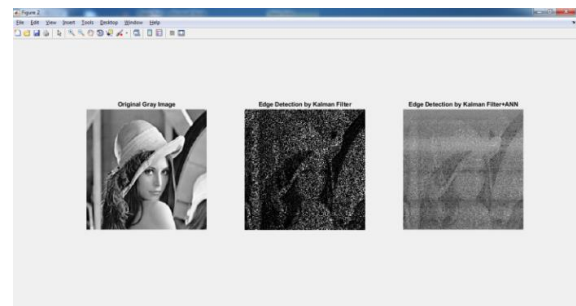 Figure 2
File Edit View Insert Tools Desktop Window Help
Original Gray Image
Edge Detection by Kalman Filter
Edge Detection by Kalman Filter+ANN